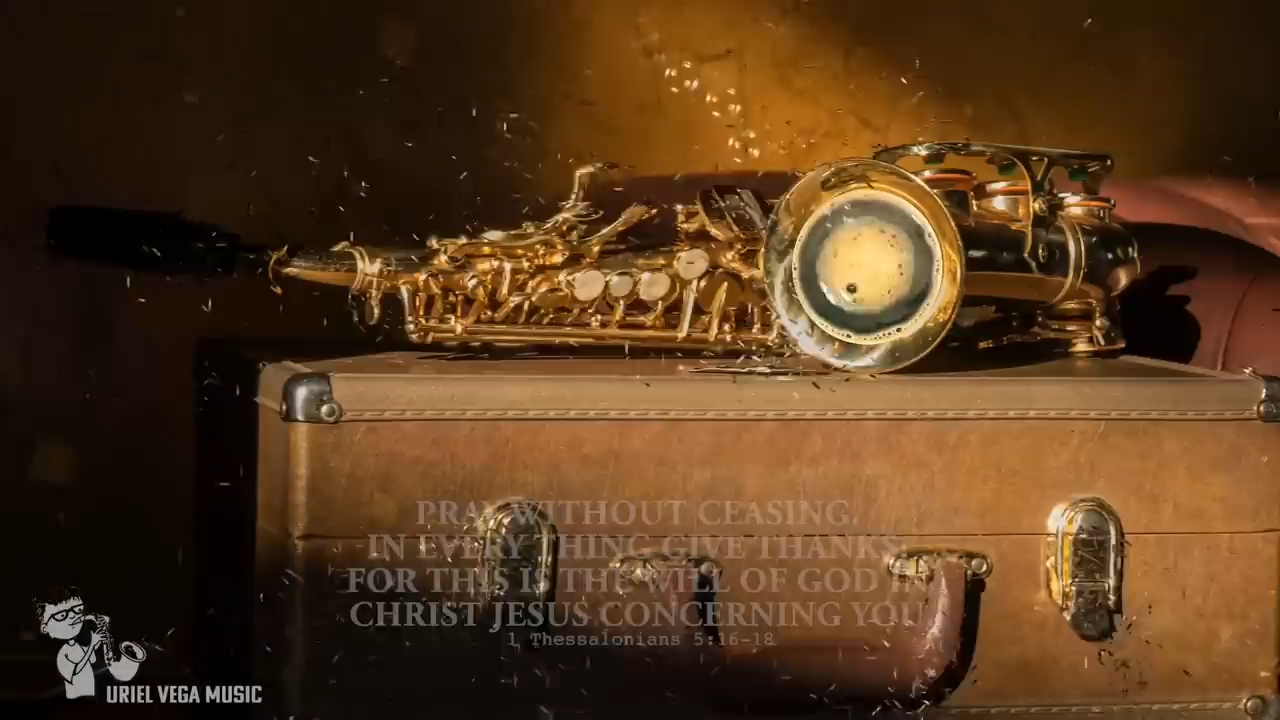 PRAY WITHOUT CEASING.
IN EVERY THING GIVE THANKS
FOR THIS IS THE WILL OF GOD IN
CHRIST JESUS CONCERNING YOU
1 Thessalonians 5:16-18
URIEL VEGA MUSIC